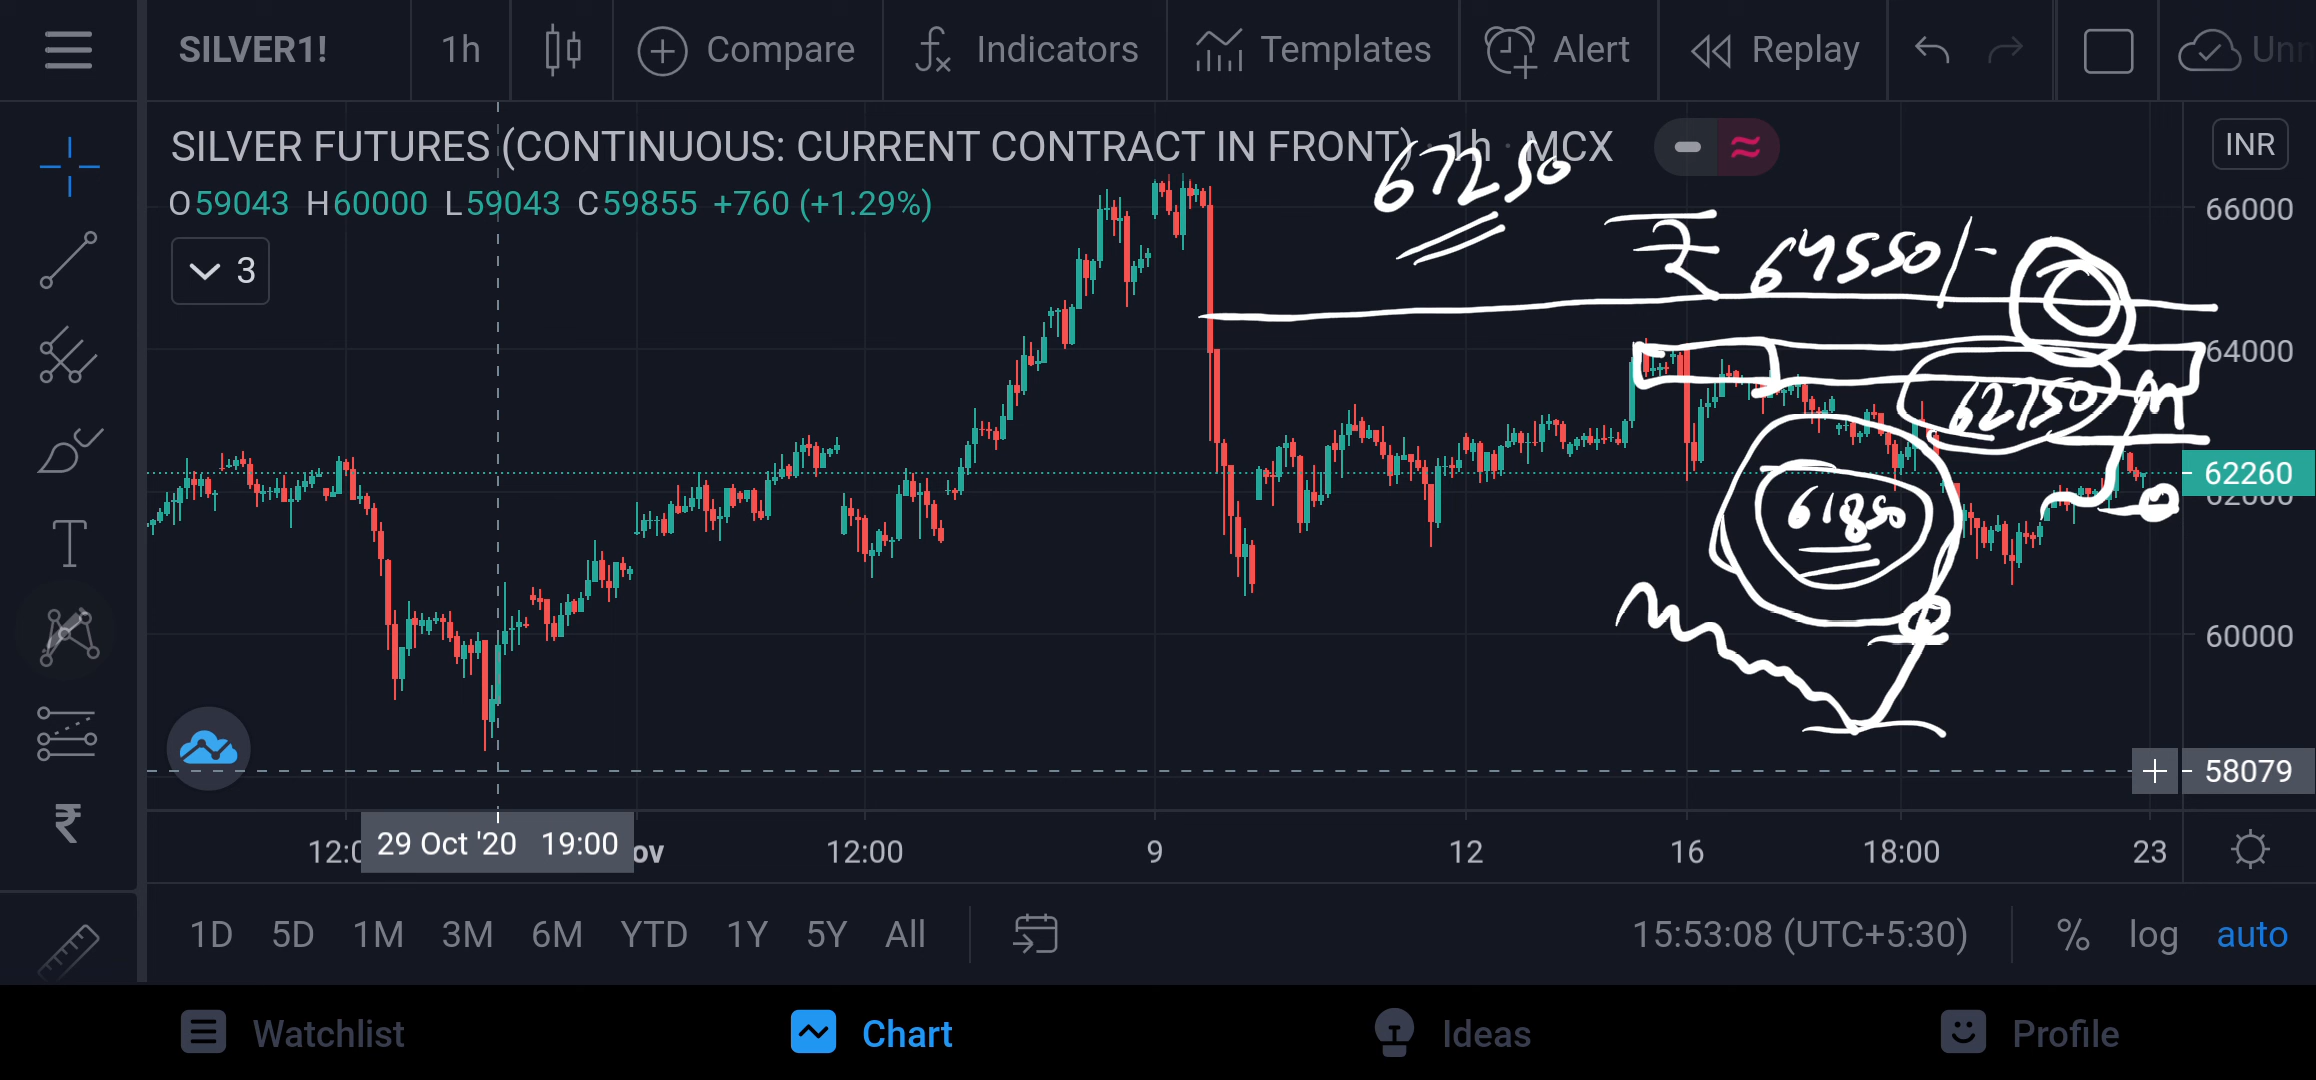 SILVER1! 1h Compare Indicators Templates Alert Replay
SILVER FUTURES (CONTINUOUS: CURRENT CONTRACT IN FRONT) · 1h · MCX
INR
O59043 H60000 L59043 C59855 +760 (+1.29%)
3
67250
₹ 64550/-
62750
61850
66000
64000
62260
62000
60000
58079
12:0
29 Oct '20 19:00
ov
12:00
9
12
16
18:00
23
1D 5D 1M 3M 6M YTD 1Y 5Y All
15:53:08 (UTC+5:30) % log auto
Watchlist Chart Ideas Profile